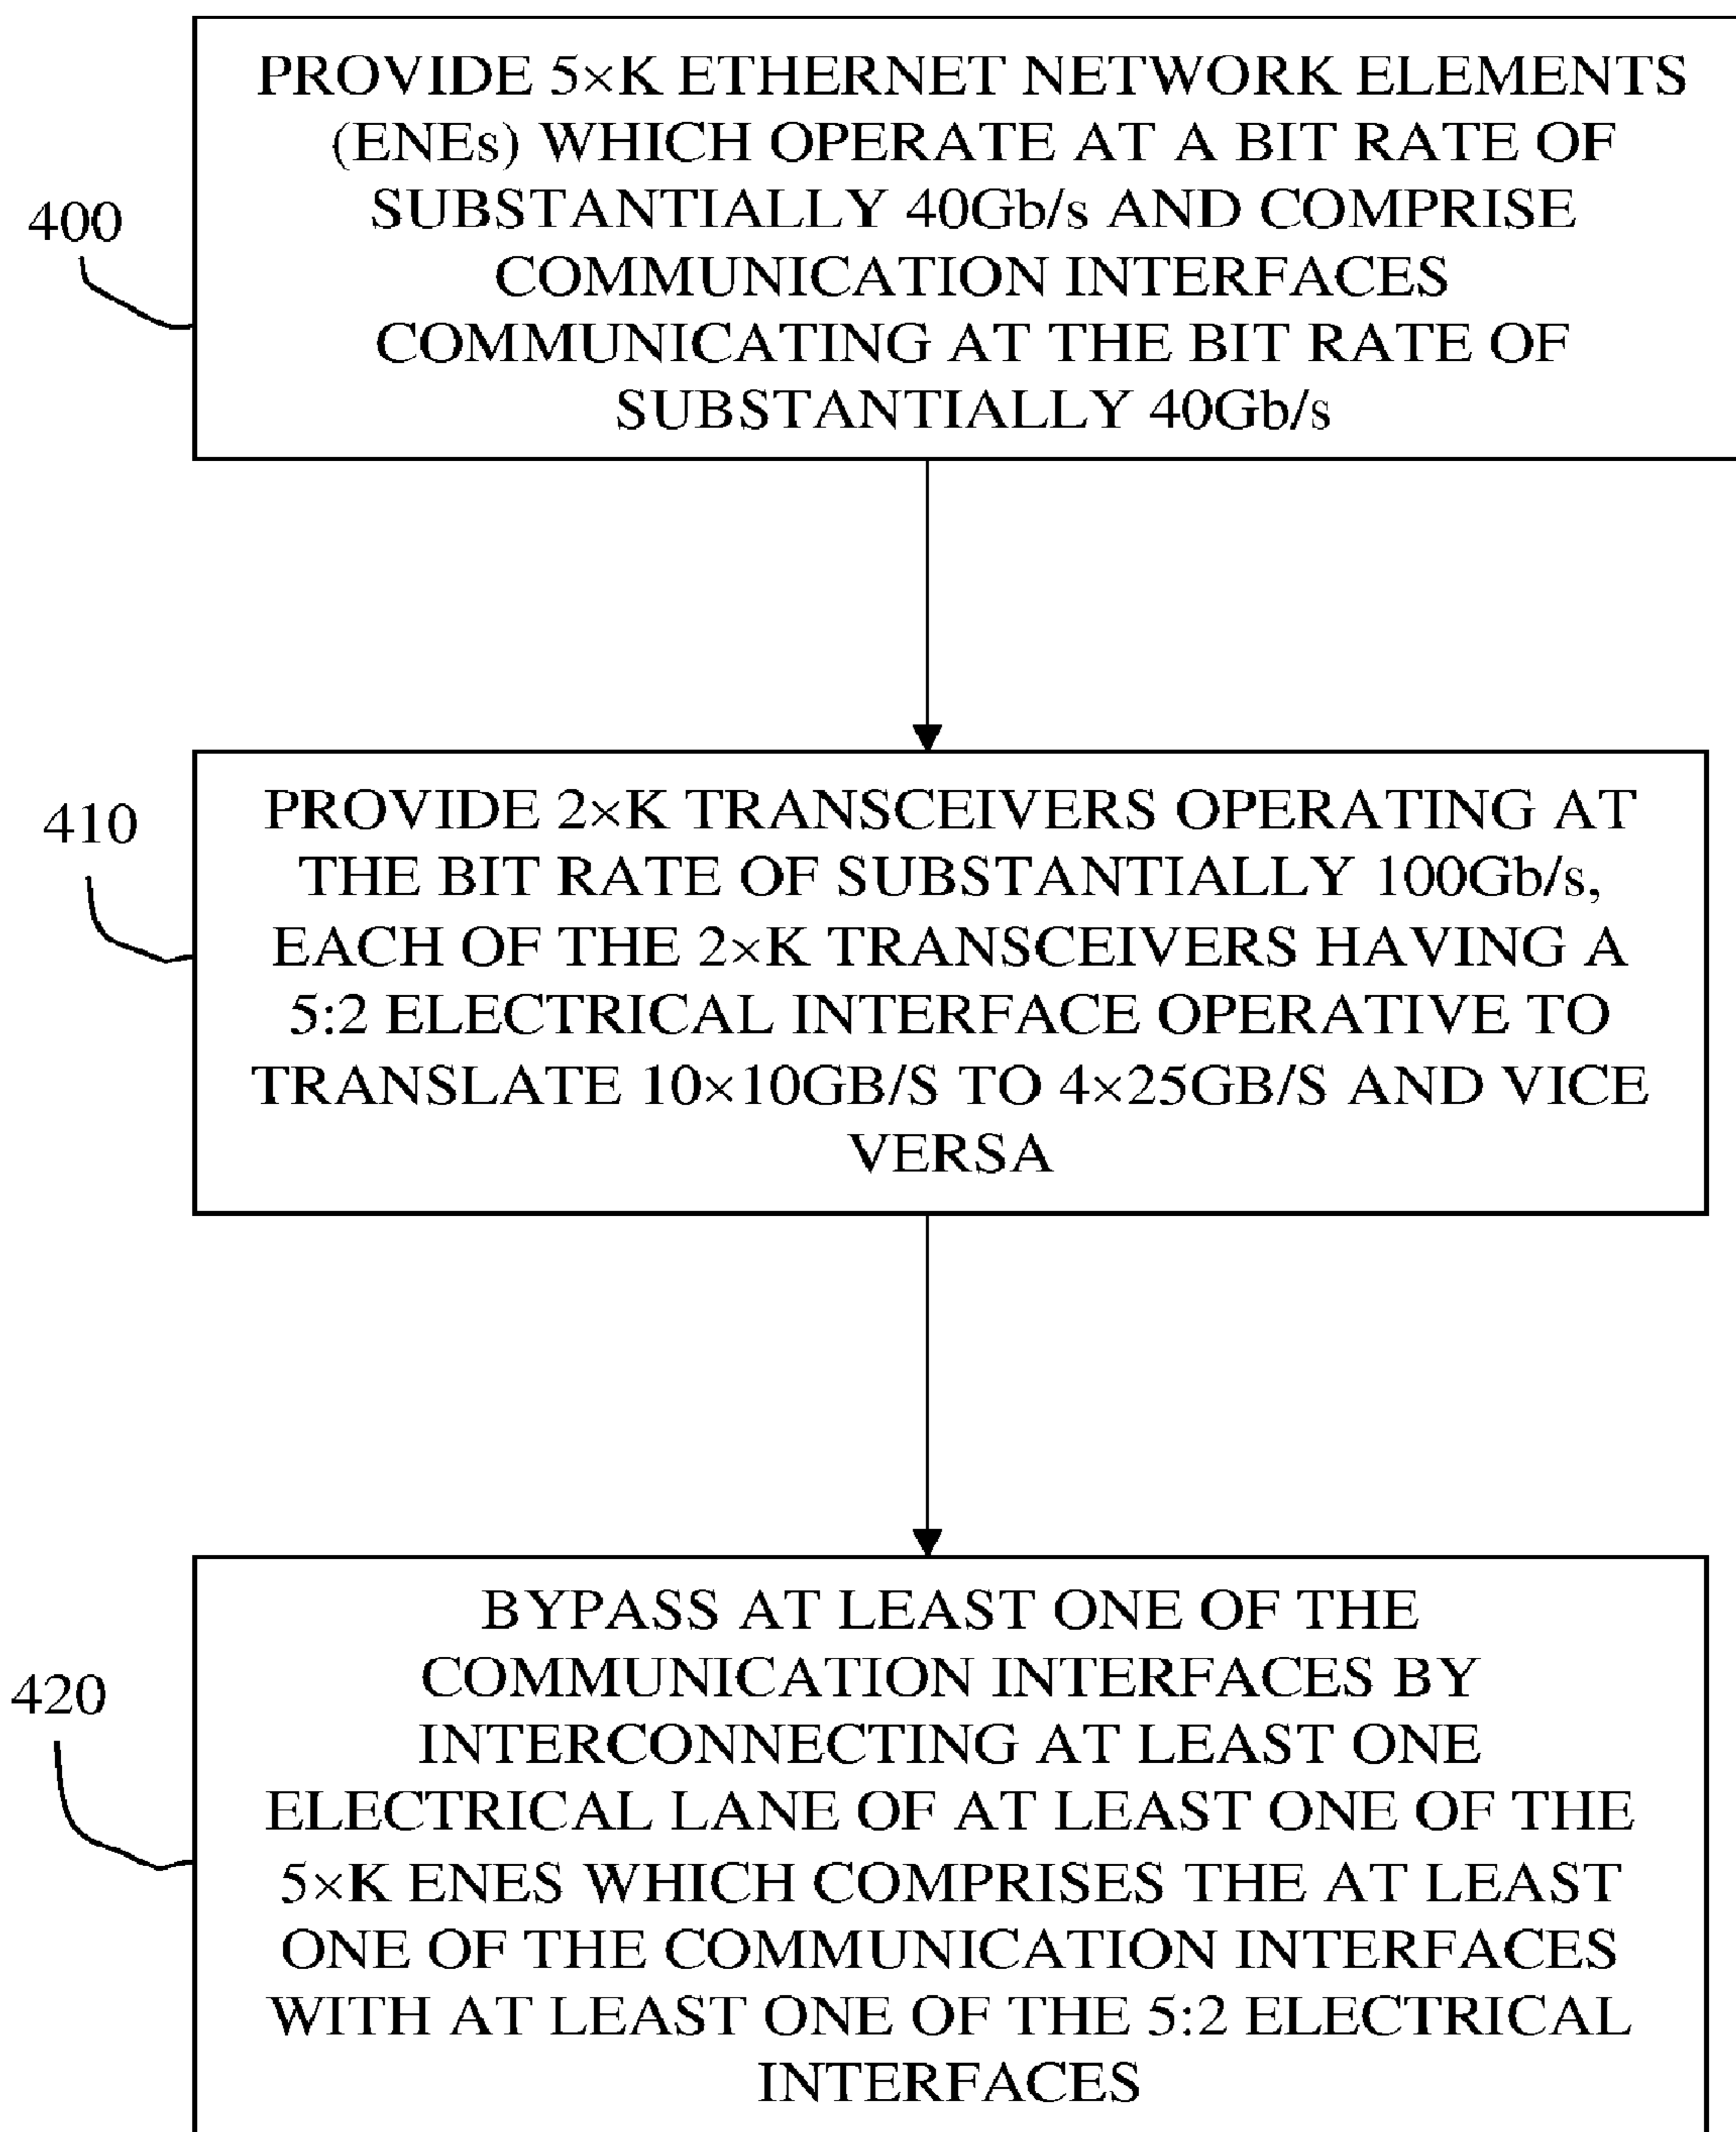 PROVIDE 5×K ETHERNET NETWORK ELEMENTS
(ENEs) WHICH OPERATE AT A BIT RATE OF
SUBSTANTIALLY 40Gb/s AND COMPRISE
COMMUNICATION INTERFACES
COMMUNICATING AT THE BIT RATE OF
SUBSTANTIALLY 40Gb/s
400
PROVIDE 2×K TRANSCEIVERS OPERATING AT
THE BIT RATE OF SUBSTANTIALLY 100Gb/s,
EACH OF THE 2×K TRANSCEIVERS HAVING A
5:2 ELECTRICAL INTERFACE OPERATIVE TO
TRANSLATE 10×10GB/S TO 4×25GB/S AND VICE
VERSA
410
BYPASS AT LEAST ONE OF THE
COMMUNICATION INTERFACES BY
INTERCONNECTING AT LEAST ONE
ELECTRICAL LANE OF AT LEAST ONE OF THE
5×K ENES WHICH COMPRISES THE AT LEAST
ONE OF THE COMMUNICATION INTERFACES
WITH AT LEAST ONE OF THE 5:2 ELECTRICAL
INTERFACES
420